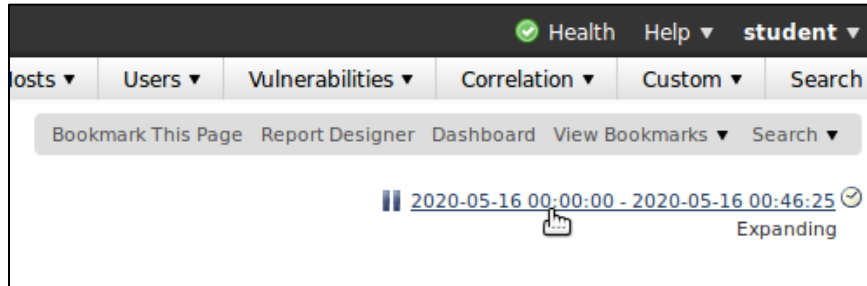 Health Help ▼ student ▼
Users ▼ Vulnerabilities ▼ Correlation ▼ Custom ▼ Search
Bookmark This Page Report Designer Dashboard View Bookmarks ▼ Search ▼
2020-05-16 00:00:00 - 2020-05-16 00:46:25
Expanding